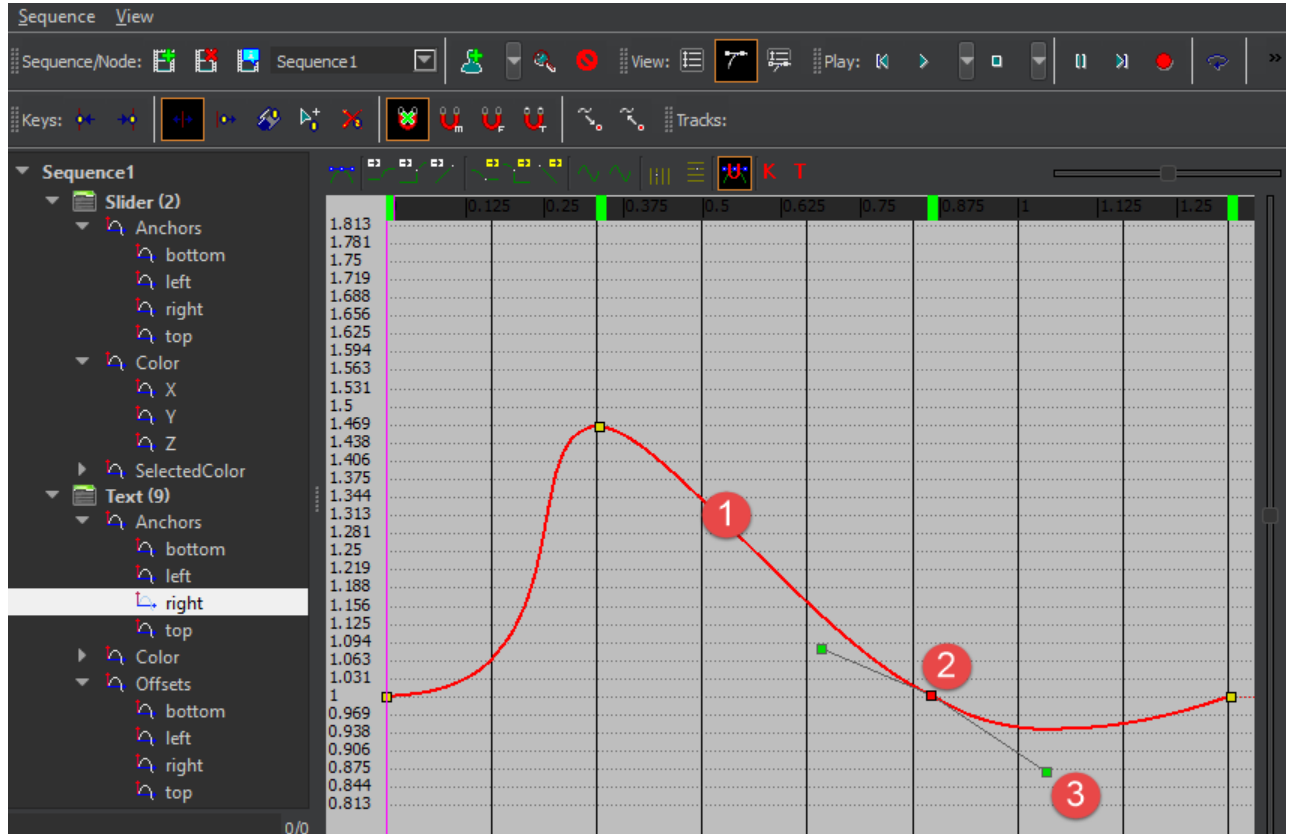 Sequence View
Sequence/Node: Sequence1 View: Play: »
Keys: m F T Tracks:
K T
Sequence1
Slider (2)
Anchors
bottom
left
right
top
Color
X
Y
Z
SelectedColor
Text (9)
Anchors
bottom
left
right
top
Color
Offsets
bottom
left
right
top
0/0
0.125 0.25 0.375 0.5 0.625 0.75 0.875 1 1.125 1.25
1.813
1.781
1.75
1.719
1.688
1.656
1.625
1.594
1.563
1.531
1.5
1.469
1.438
1.406
1.375
1.344
1.313
1.281
1.25
1.219
1.188
1.156
1.125
1.094
1.063
1.031
1
0.969
0.938
0.906
0.875
0.844
0.813
1
2
3